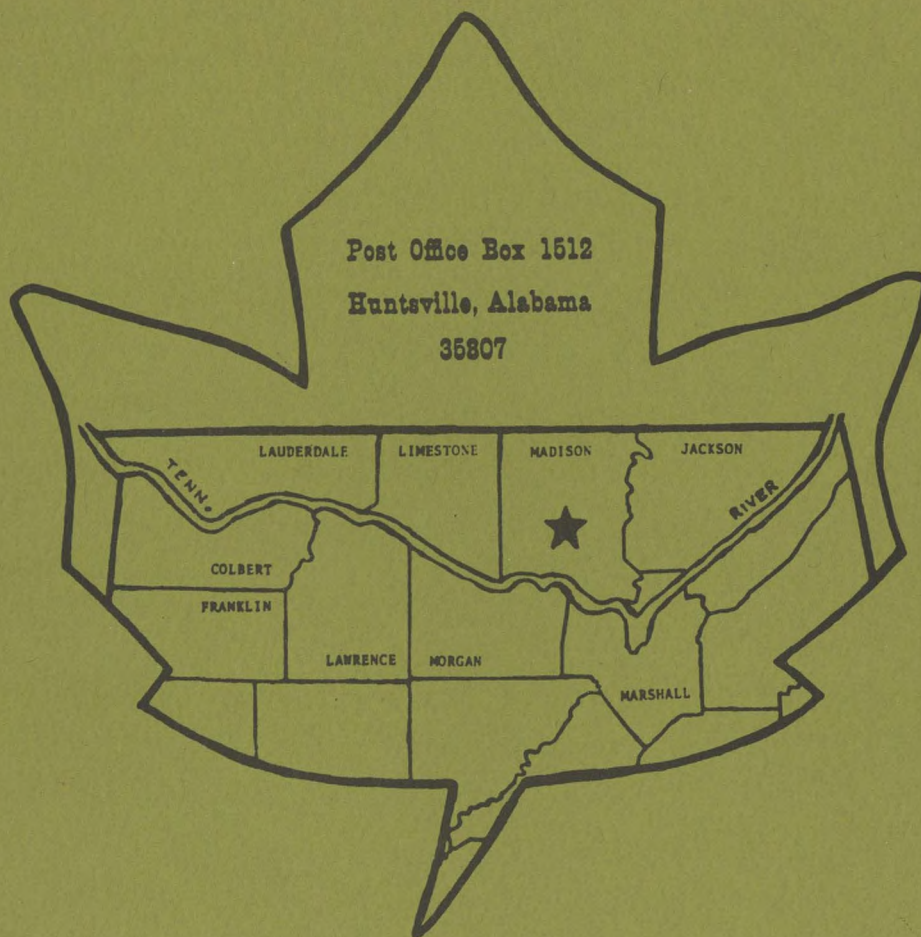 Post Office Box 1512
Huntsville, Alabama
35807
LAUDERDALE LIMESTONE MADISON JACKSON
TENN. RIVER
COLBERT
FRANKLIN
LAWRENCE MORGAN
MARSHALL